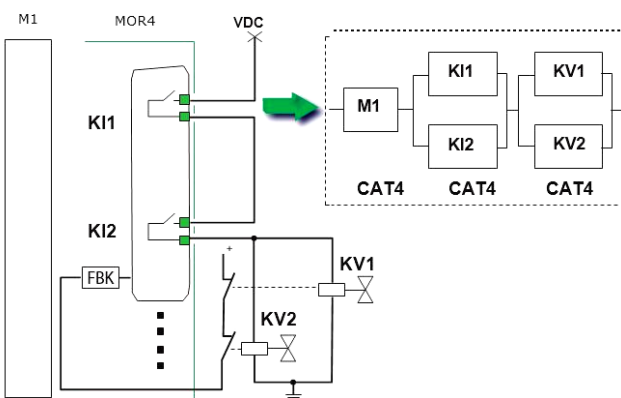 M1
MOR4
VDC
KI1
KI2
FBK
+
KV1
KV2
M1
KI1
KV1
KI2
KV2
CAT4
CAT4
CAT4